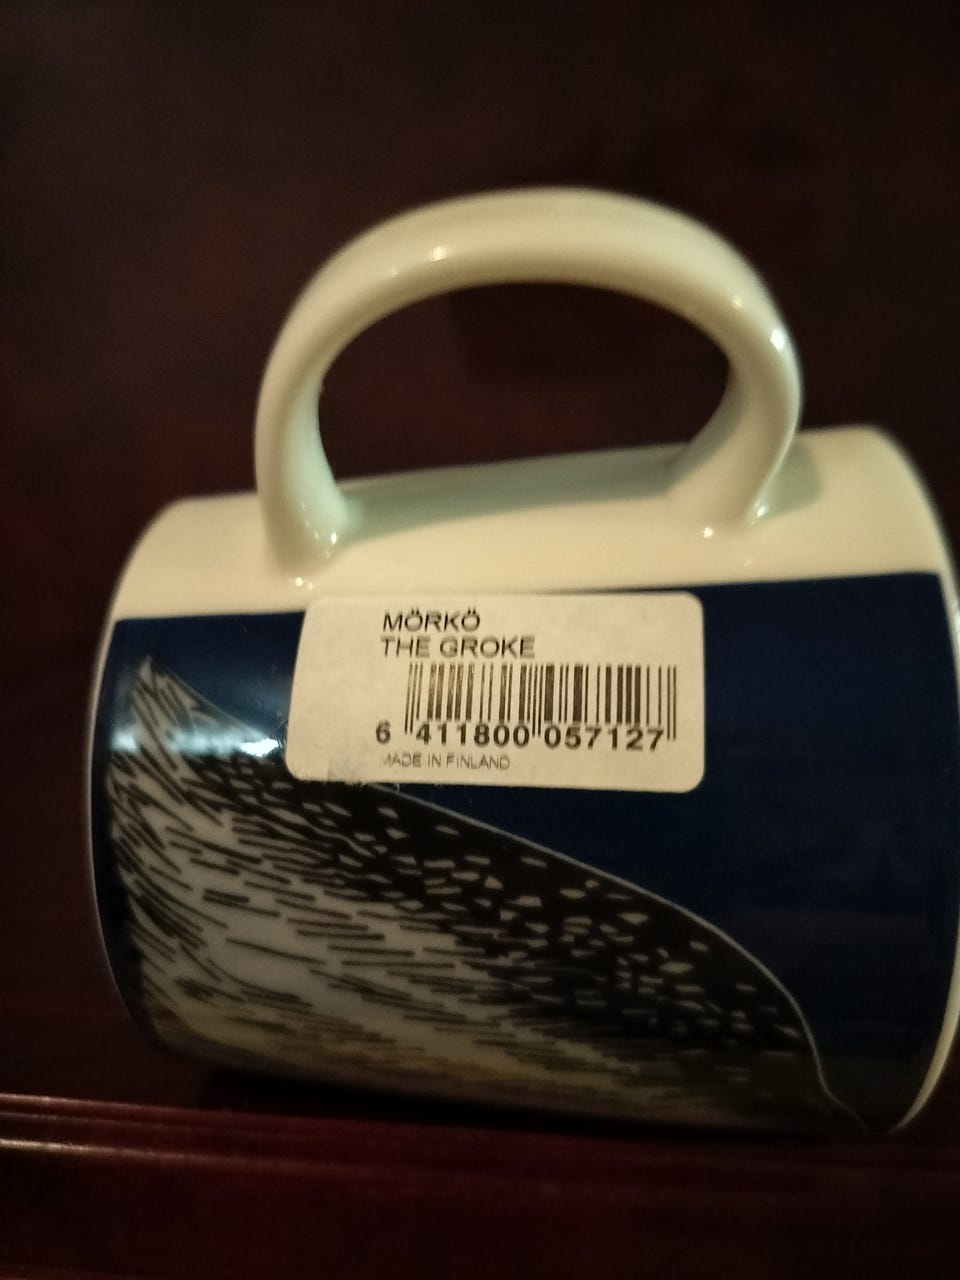 MÖRKÖ
THE GROKE
6 411800 057127
MADE IN FINLAND